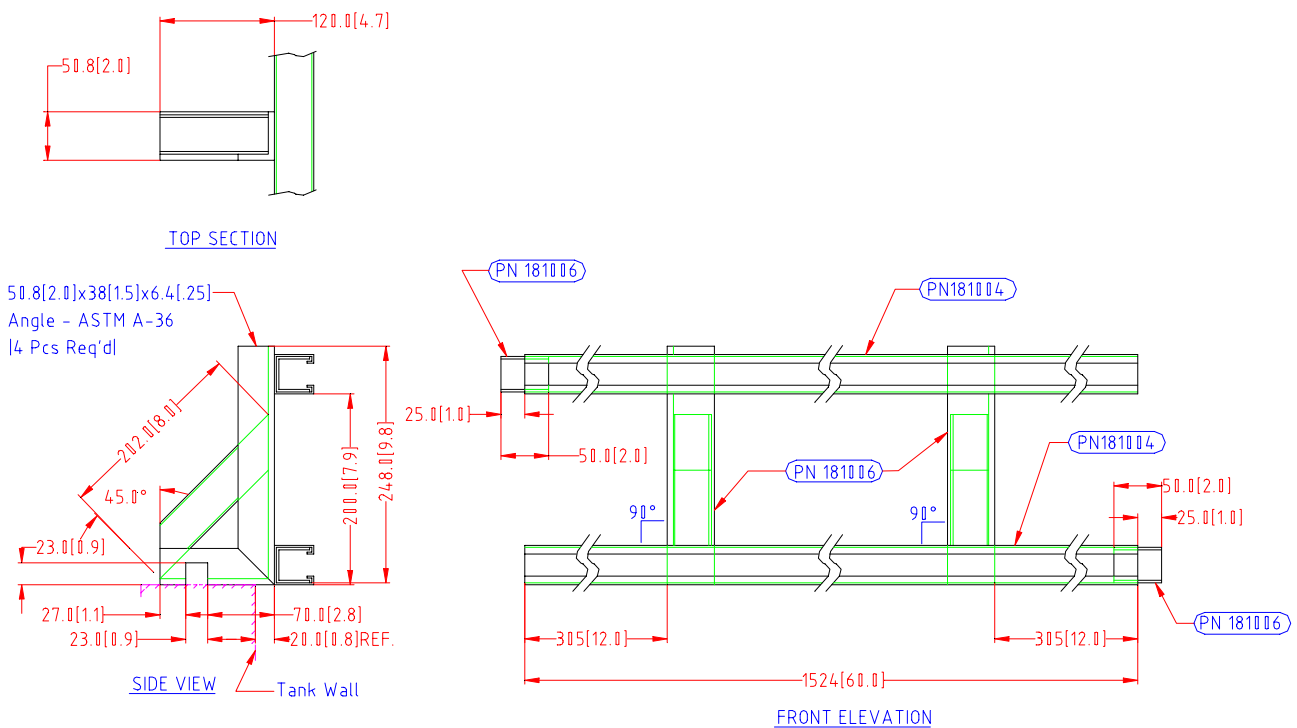 120.0[4.7]
50.8[2.0]
TOP SECTION
50.8[2.0]x38[1.5]x6.4[.25]
Angle - ASTM A-36
|4 Pcs Req'd|
202.0[8.0]
45.0°
23.0[0.9]
200.0[7.9]
248.0[9.8]
27.0[1.1]
70.0[2.8]
23.0[0.9]
20.0[0.8]REF.
SIDE VIEW
Tank Wall
PN 181006
PN181004
25.0[1.0]
50.0[2.0]
PN 181006
PN181004
90°
90°
50.0[2.0]
25.0[1.0]
PN 181006
305[12.0]
305[12.0]
1524[60.0]
FRONT ELEVATION